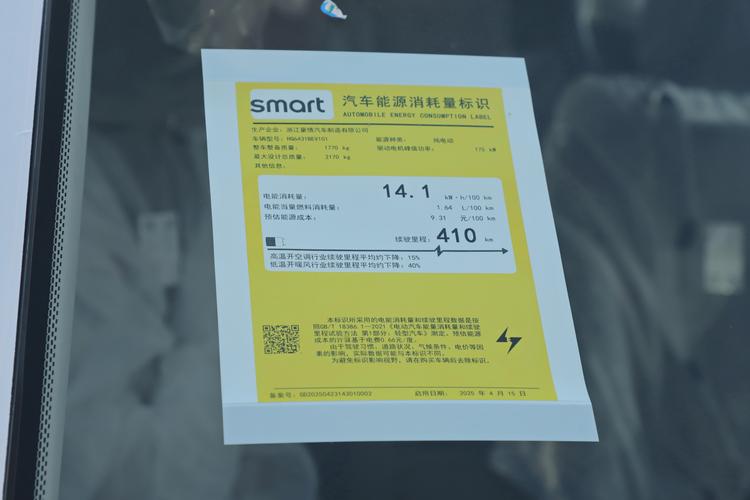 smart 汽车能源消耗量标识
AUTOMOBILE ENERGY CONSUMPTION LABEL
生产企业：浙江豪情汽车制造有限公司
车辆型号：HQ6431BEV101 能源种类： 纯电动
整车整备质量： 1770 kg 驱动电机峰值功率： 175 kW
最大设计总质量： 2170 kg
其他信息：
电能消耗量： 14.1 kW·h/100 km
电能当量燃料消耗量： 1.64 L/100 km
预估能源成本： 9.31 元/100 km
续驶里程： 410 km
高温开空调行业续驶里程平均约下降：15%
低温开暖风行业续驶里程平均约下降：40%
本标识所采用的电能消耗量和续驶里程数据是按
照GB/T 18386.1—2021《电动汽车能量消耗量和续驶
里程试验方法 第1部分：轻型汽车》测定。预估能源
成本的计算基于电费0.66元/度。
由于驾驶习惯、道路状况、气候条件、电价等因
素的影响，实际数据可能与本标识不同。
为避免标识影响视野，请在购买车辆后去除标识。
备案号：GD20250423143010002 启用日期： 2025 年 4 月 15 日